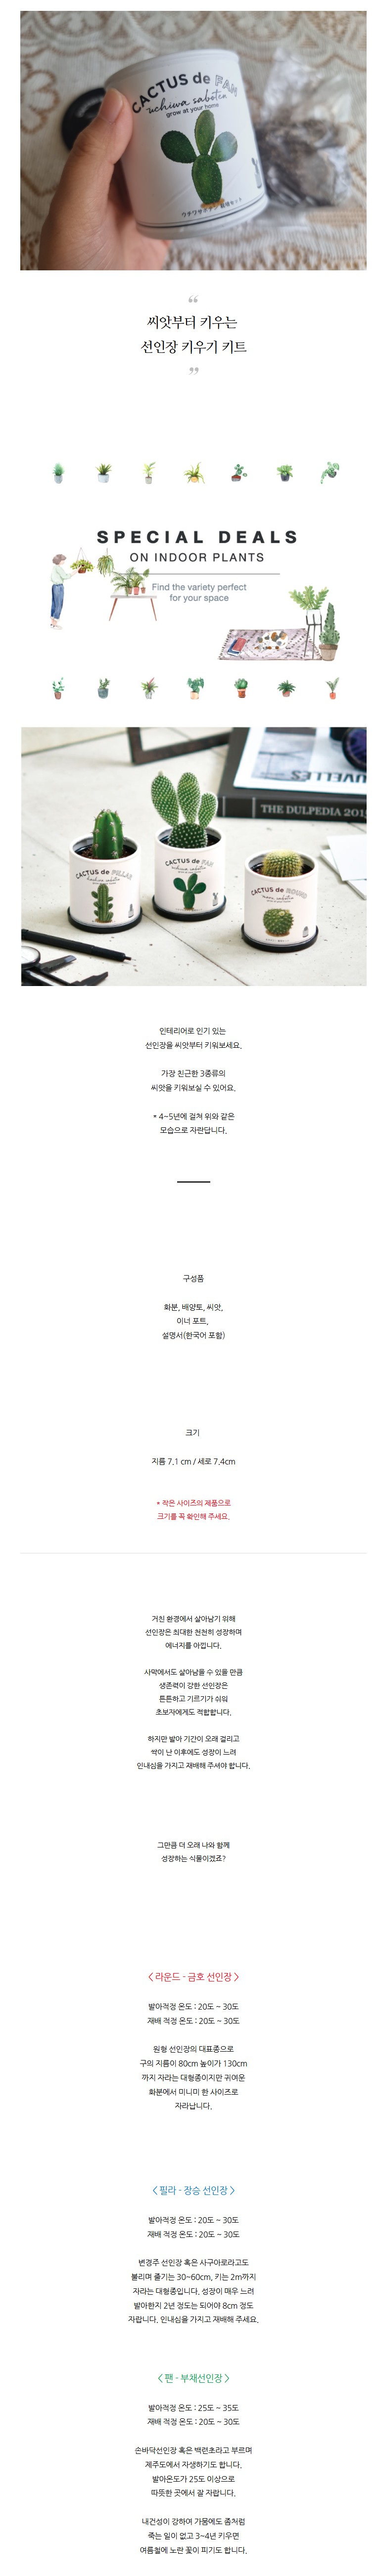 CACTUS de FAN
uchiwa saboten
grow at your home
“
씨앗부터 키우는
선인장 키우기 키트
”
SPECIAL DEALS
ON INDOOR PLANTS
Find the variety perfect
for your space
THE DULPEDIA 201
CACTUS de PILLAR
CACTUS de FAN
CACTUS de ROUND
인테리어로 인기 있는
선인장을 씨앗부터 키워보세요.
가장 친근한 3종류의
씨앗을 키워보실 수 있어요.
* 4~5년에 걸쳐 위와 같은
모습으로 자란답니다.
구성품
화분, 배양토, 씨앗,
이너 포트,
설명서(한국어 포함)
크기
지름 7.1 cm / 세로 7.4cm
* 작은 사이즈의 제품으로
크기를 꼭 확인해 주세요.
거친 환경에서 살아남기 위해
선인장은 최대한 천천히 성장하며
에너지를 아낍니다.
사막에서도 살아남을 수 있을 만큼
생존력이 강한 선인장은
튼튼하고 기르기가 쉬워
초보자에게도 적합합니다.
하지만 발아 기간이 오래 걸리고
싹이 난 이후에도 성장이 느려
인내심을 가지고 재배해 주셔야 합니다.
그만큼 더 오래 나와 함께
성장하는 식물이겠죠?
< 라운드 - 금호 선인장 >
발아적정 온도 : 20도 ~ 30도
재배 적정 온도 : 20도 ~ 30도
원형 선인장의 대표종으로
구의 지름이 80cm 높이가 130cm
까지 자라는 대형종이지만 귀여운
화분에서 미니미 한 사이즈로
자라납니다.
< 필라 - 장승 선인장 >
발아적정 온도 : 20도 ~ 30도
재배 적정 온도 : 20도 ~ 30도
변경주 선인장 혹은 사구아로라고도
불리며 줄기는 30~60cm, 키는 2m까지
자라는 대형종입니다. 성장이 매우 느려
발아한지 2년 정도는 되어야 8cm 정도
자랍니다. 인내심을 가지고 재배해 주세요.
< 팬 - 부채선인장 >
발아적정 온도 : 25도 ~ 35도
재배 적정 온도 : 20도 ~ 30도
손바닥선인장 혹은 백련초라고 부르며
제주도에서 자생하기도 합니다.
발아온도가 25도 이상으로
따뜻한 곳에서 잘 자랍니다.
내건성이 강하여 가뭄에도 좀처럼
죽는 일이 없고 3~4년 키우면
여름철에 노란 꽃이 피기도 합니다.